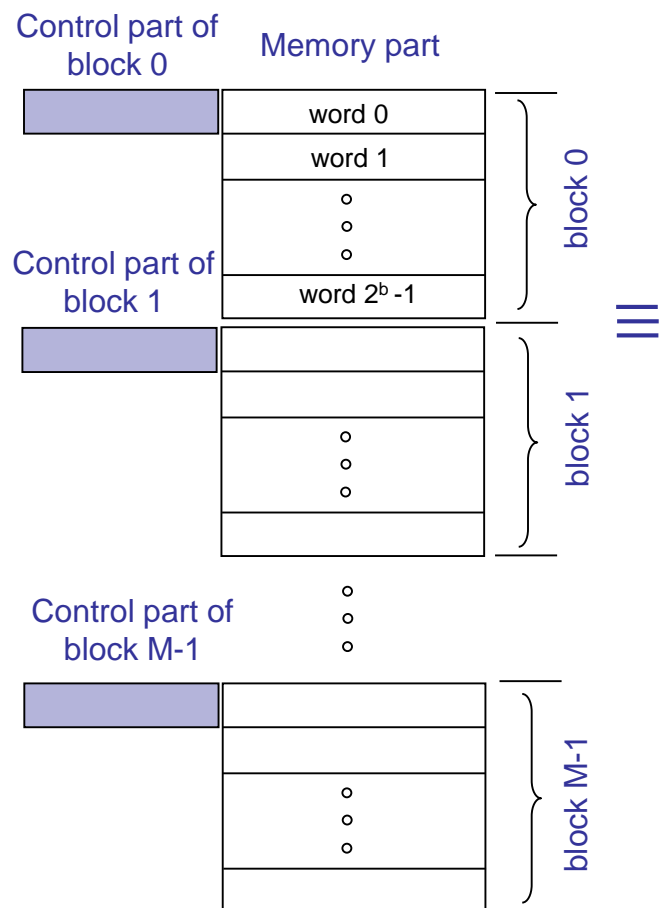 Control part of
block 0
Memory part
word 0
word 1
word 2ᵇ -1
block 0
Control part of
block 1
block 1
Control part of
block M-1
block M-1